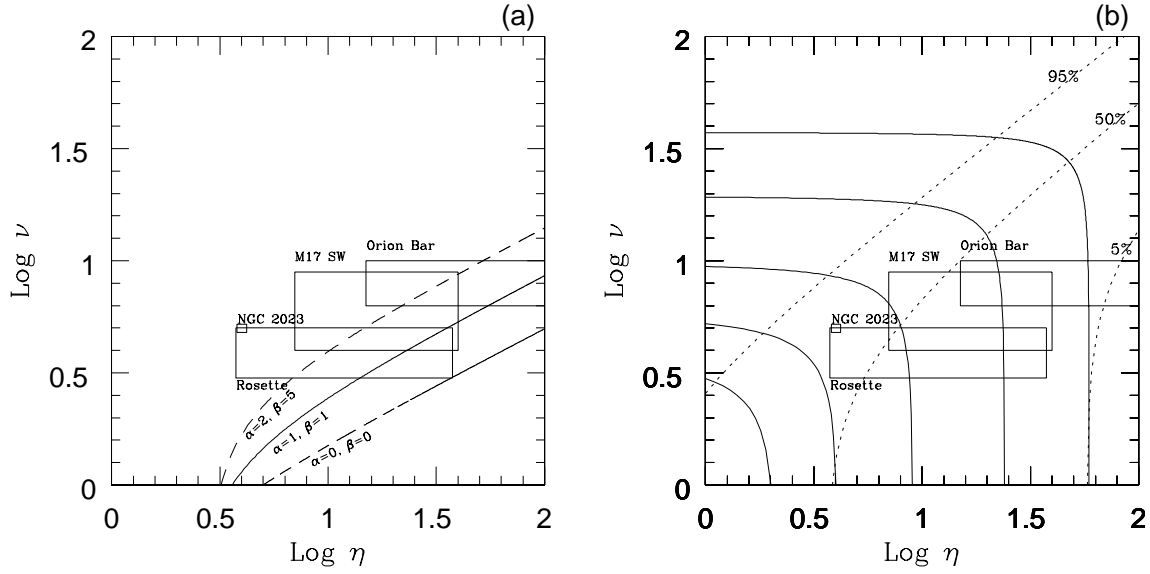 (a)
2
1.5
1
0.5
0
0
0.5
1
1.5
2
Log ν
Log η
Orion Bar
M17 SW
NGC 2023
Rosette
α=2, β=5
α=1, β=1
α=0, β=0
(b)
2
1.5
1
0.5
0
0
0.5
1
1.5
2
Log ν
Log η
95%
50%
5%
Orion Bar
M17 SW
NGC 2023
Rosette